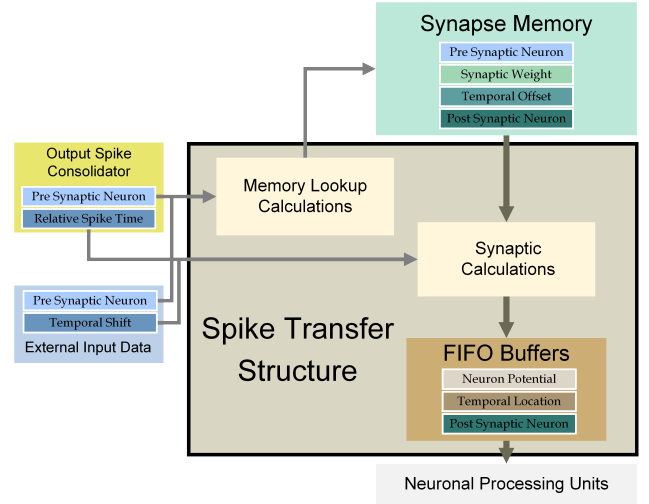 Synapse Memory
Pre Synaptic Neuron
Synaptic Weight
Temporal Offset
Post Synaptic Neuron
Output Spike
Consolidator
Pre Synaptic Neuron
Relative Spike Time
Memory Lookup
Calculations
Synaptic
Calculations
Pre Synaptic Neuron
Temporal Shift
External Input Data
Spike Transfer
Structure
FIFO Buffers
Neuron Potential
Temporal Location
Post Synaptic Neuron
Neuronal Processing Units